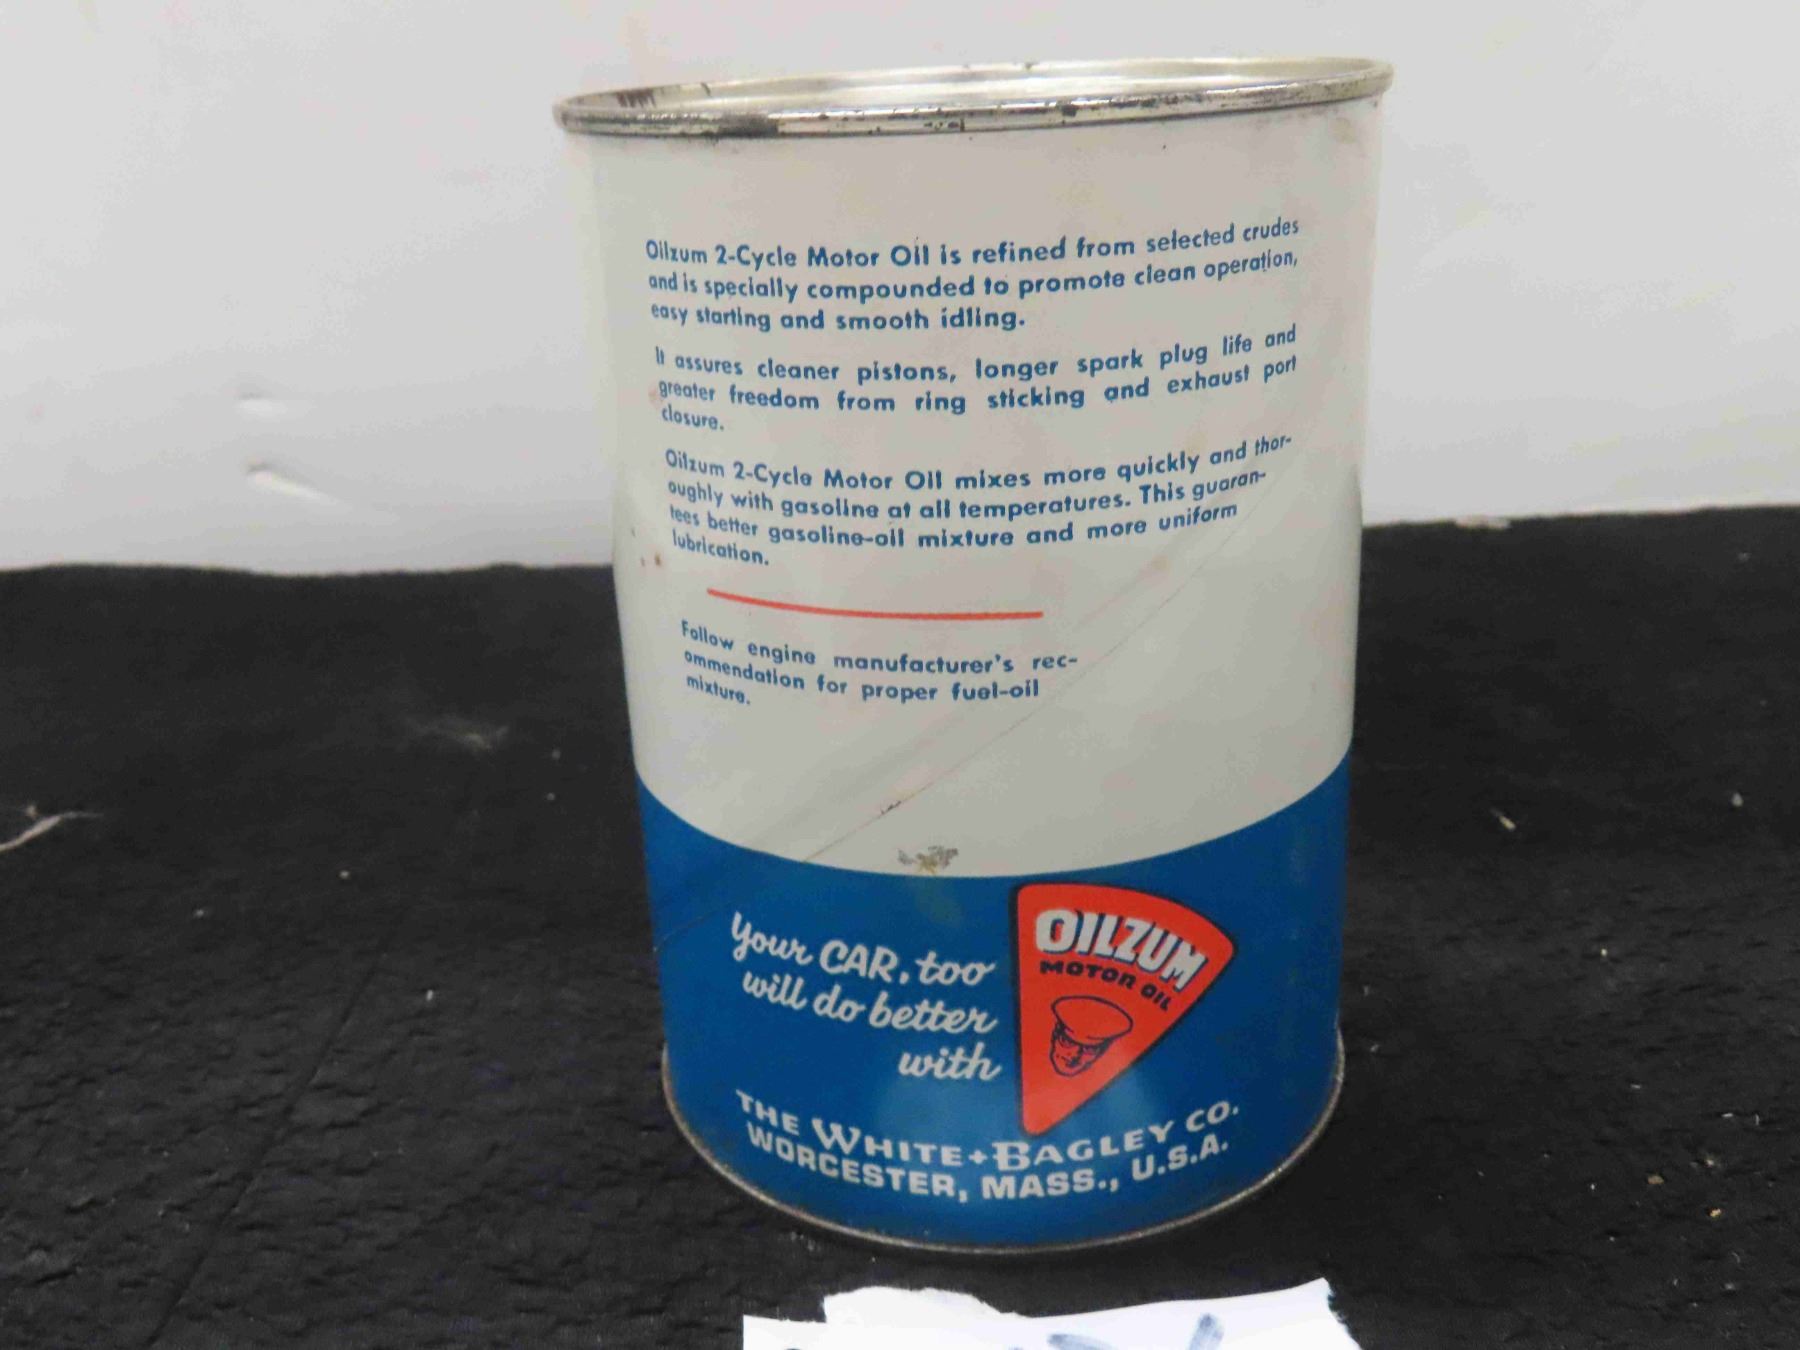 Oilzum 2-Cycle Motor Oil is refined from selected crudes
and is specially compounded to promote clean operation,
easy starting and smooth idling.
It assures cleaner pistons, longer spark plug life and
greater freedom from ring sticking and exhaust port
closure.
Oilzum 2-Cycle Motor Oil mixes more quickly and thor-
oughly with gasoline at all temperatures. This guaran-
tees better gasoline-oil mixture and more uniform
lubrication.
Follow engine manufacturer's rec-
ommendation for proper fuel-oil
mixture.
Your CAR, too
will do better
with
OILZUM
MOTOR OIL
THE WHITE + BAGLEY CO.
WORCESTER, MASS., U.S.A.